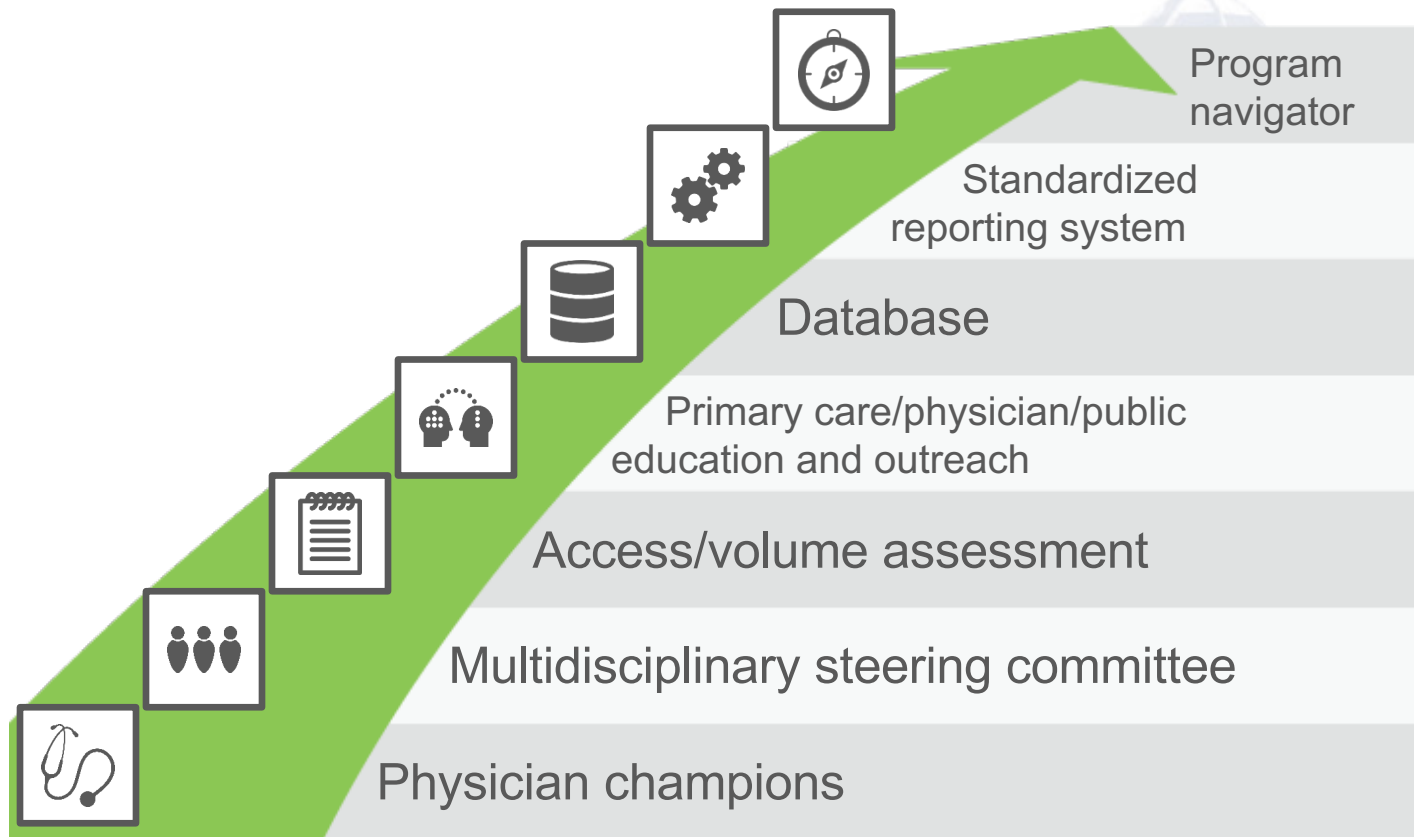 Program
navigator
Standardized
reporting system
Database
Primary care/physician/public
education and outreach
Access/volume assessment
Multidisciplinary steering committee
Physician champions